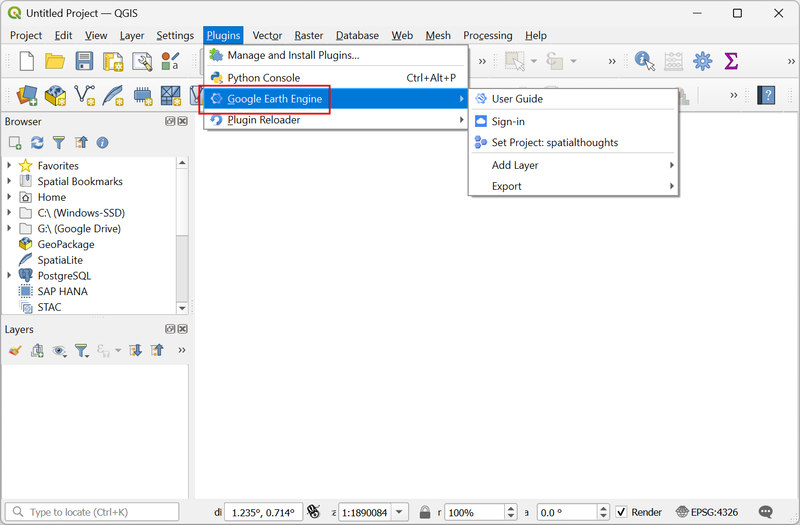 Untitled Project — QGIS
Project Edit View Layer Settings Plugins Vector Raster Database Web Mesh Processing Help
Manage and Install Plugins...
Python Console Ctrl+Alt+P
Google Earth Engine
Plugin Reloader
User Guide
Sign-in
Set Project: spatialthoughts
Add Layer
Export
Browser
Favorites
Spatial Bookmarks
Home
C:\ (Windows-SSD)
G:\ (Google Drive)
GeoPackage
SpatiaLite
PostgreSQL
SAP HANA
STAC
Layers
Type to locate (Ctrl+K) di 1.235°, 0.714° 1:1890084 r 100% a 0.0 ° Render EPSG:4326